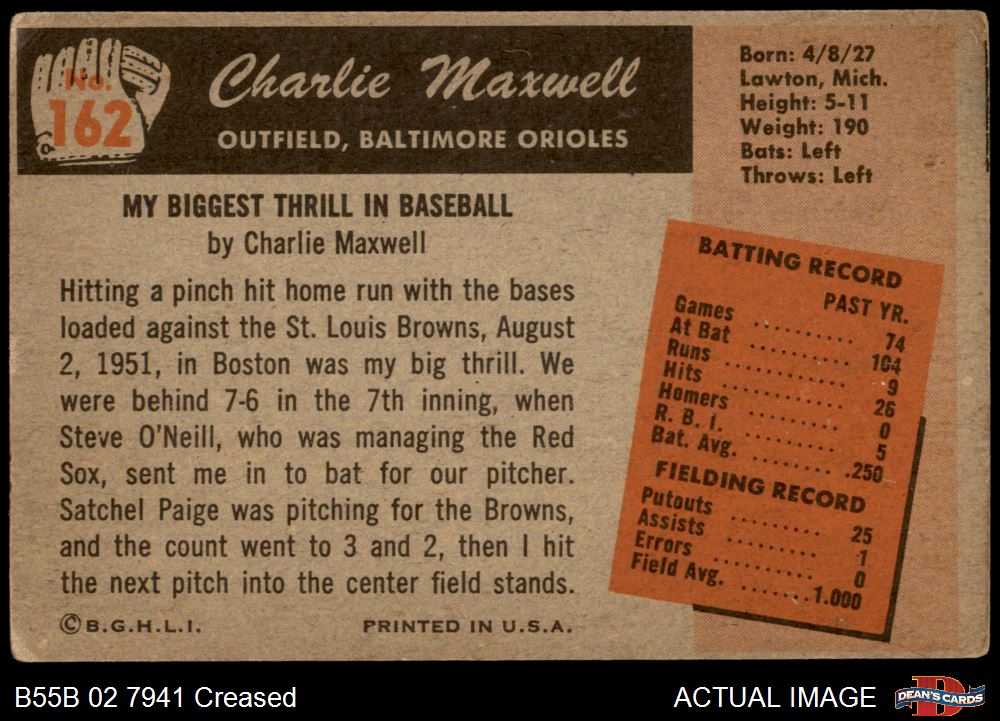 No.
162
Charlie Maxwell
OUTFIELD, BALTIMORE ORIOLES
Born: 4/8/27
Lawton, Mich.
Height: 5-11
Weight: 190
Bats: Left
Throws: Left
MY BIGGEST THRILL IN BASEBALL
by Charlie Maxwell
Hitting a pinch hit home run with the bases
loaded against the St. Louis Browns, August
2, 1951, in Boston was my big thrill. We
were behind 7-6 in the 7th inning, when
Steve O'Neill, who was managing the Red
Sox, sent me in to bat for our pitcher.
Satchel Paige was pitching for the Browns,
and the count went to 3 and 2, then I hit
the next pitch into the center field stands.
© B.G.H.L.I. PRINTED IN U.S.A.
BATTING RECORD
PAST YR.
Games .......... 74
At Bat .......... 104
Runs ............ 9
Hits ............ 26
Homers ........ 0
R. B. I. ......... 5
Bat. Avg. ........ .250
FIELDING RECORD
Putouts ......... 25
Assists .......... 1
Errors ........... 0
Field Avg. ....... 1.000
B55B 02 7941 Creased
ACTUAL IMAGE
D
DEAN'S CARDS